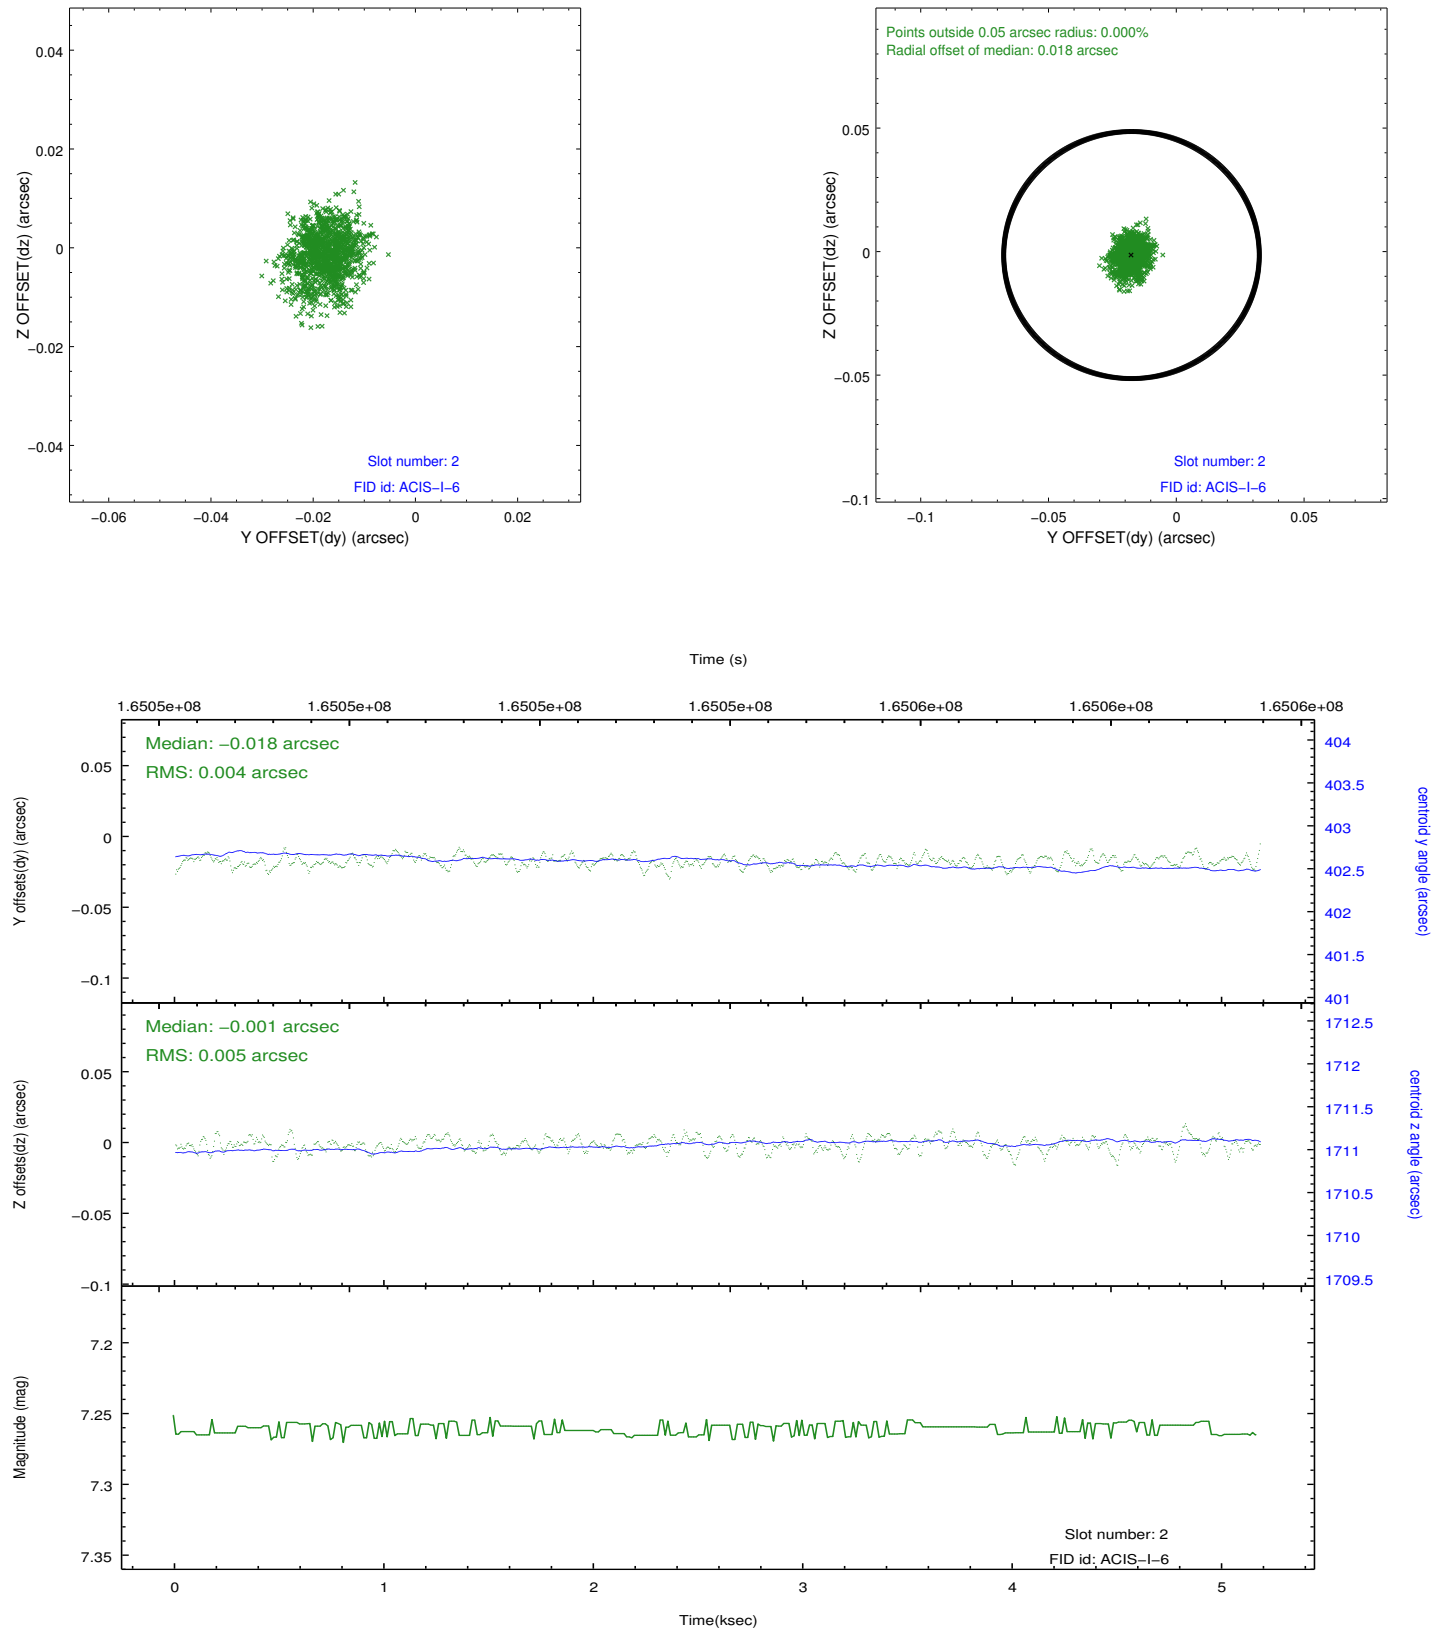 0.04
0.02
0
−0.02
−0.04
Z OFFSET(dz) (arcsec)
Slot number: 2
FID id: ACIS−I−6
−0.06
−0.04
−0.02
0
0.02
Y OFFSET(dy) (arcsec)
Points outside 0.05 arcsec radius: 0.000%
Radial offset of median: 0.018 arcsec
0.05
0
−0.05
−0.1
Z OFFSET(dz) (arcsec)
Slot number: 2
FID id: ACIS−I−6
−0.1
−0.05
0
0.05
Y OFFSET(dy) (arcsec)
Time (s)
1.6505e+08
1.6505e+08
1.6505e+08
1.6505e+08
1.6506e+08
1.6506e+08
1.6506e+08
Median: −0.018 arcsec
RMS: 0.004 arcsec
0.05
0
−0.05
−0.1
Y offsets(dy) (arcsec)
404
403.5
403
402.5
402
401.5
401
centroid y angle (arcsec)
Median: −0.001 arcsec
RMS: 0.005 arcsec
0.05
0
−0.05
−0.1
Z offsets(dz) (arcsec)
1712.5
1712
1711.5
1711
1710.5
1710
1709.5
centroid z angle (arcsec)
7.2
7.25
7.3
7.35
Magnitude (mag)
Slot number: 2
FID id: ACIS−I−6
0
1
2
3
4
5
Time(ksec)